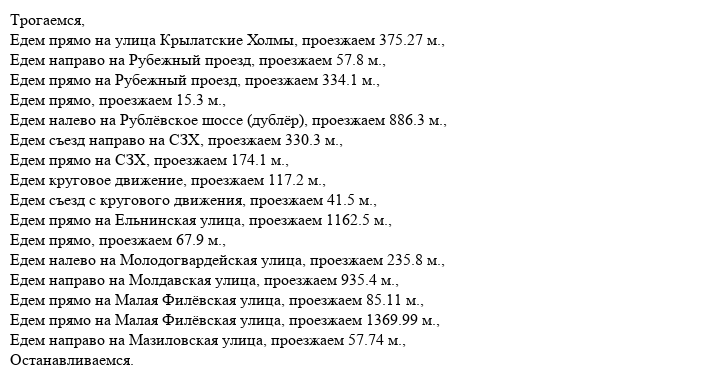 Трогаемся,
Едем прямо на улица Крылатские Холмы, проезжаем 375.27 м.,
Едем направо на Рубежный проезд, проезжаем 57.8 м.,
Едем прямо на Рубежный проезд, проезжаем 334.1 м.,
Едем прямо, проезжаем 15.3 м.,
Едем налево на Рублёвское шоссе (дублёр), проезжаем 886.3 м.,
Едем съезд направо на СЗХ, проезжаем 330.3 м.,
Едем прямо на СЗХ, проезжаем 174.1 м.,
Едем круговое движение, проезжаем 117.2 м.,
Едем съезд с кругового движения, проезжаем 41.5 м.,
Едем прямо на Ельнинская улица, проезжаем 1162.5 м.,
Едем прямо, проезжаем 67.9 м.,
Едем налево на Молодогвардейская улица, проезжаем 235.8 м.,
Едем направо на Молдавская улица, проезжаем 935.4 м.,
Едем прямо на Малая Филёвская улица, проезжаем 85.11 м.,
Едем прямо на Малая Филёвская улица, проезжаем 1369.99 м.,
Едем направо на Мазиловская улица, проезжаем 57.74 м.,
Останавливаемся.